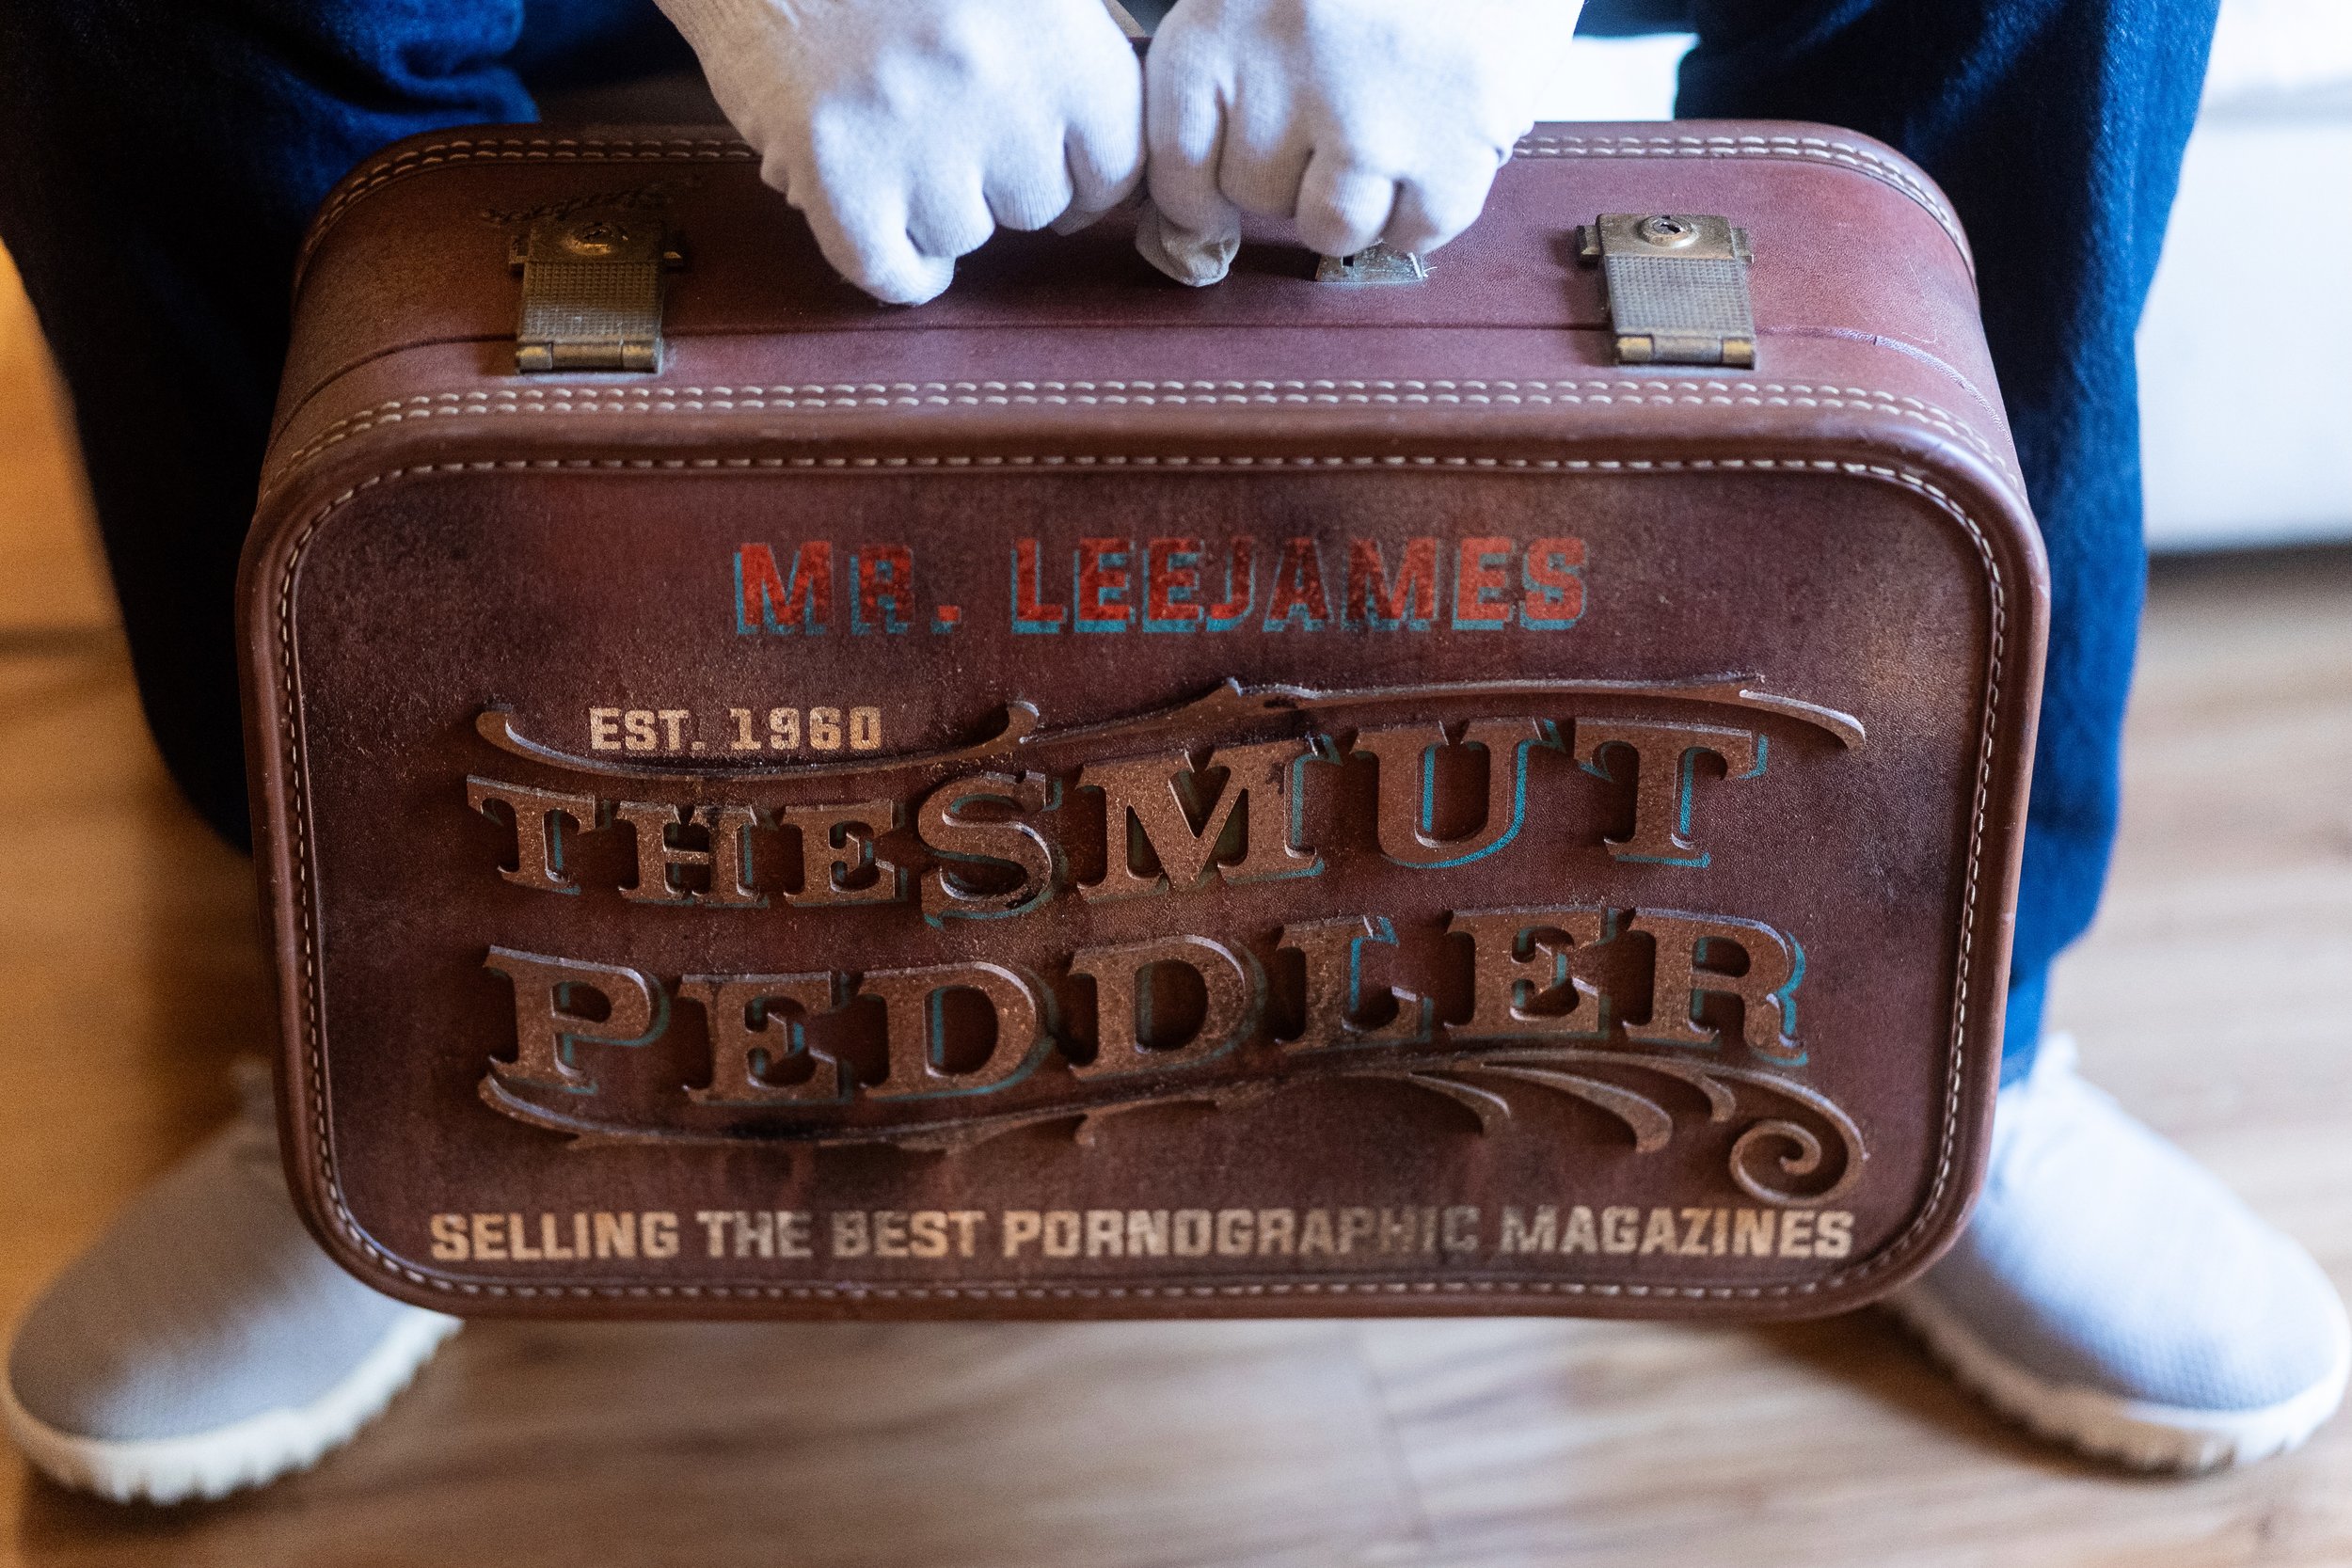 MR. LEEJAMES
EST. 1960
THE SMUT
PEDDLER
SELLING THE BEST PORNOGRAPHIC MAGAZINES